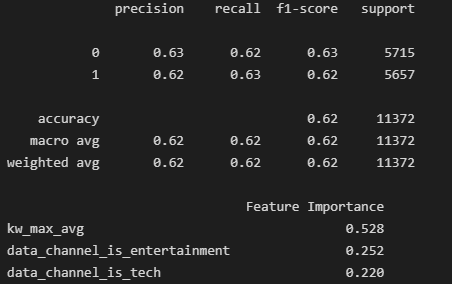 precision recall f1-score support
0 0.63 0.62 0.63 5715
1 0.62 0.63 0.62 5657
accuracy 0.62 11372
macro avg 0.62 0.62 0.62 11372
weighted avg 0.62 0.62 0.62 11372
Feature Importance
kw_max_avg 0.528
data_channel_is_entertainment 0.252
data_channel_is_tech 0.220